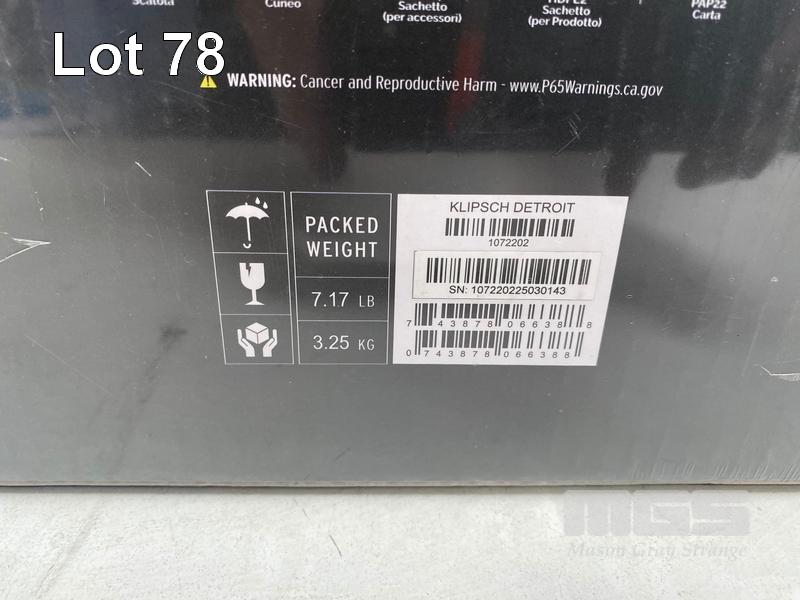 Scatola
Cuneo
Sachetto
(per accessori)
Sachetto
(per Prodotto)
PAP22
Carta
Lot 78
WARNING: Cancer and Reproductive Harm - www.P65Warnings.ca.gov
PACKED
WEIGHT
7.17 LB
3.25 KG
KLIPSCH DETROIT
1072202
SN: 107220225030143
7 43878 06638 8
0 743878 066388
MGS
Mason Gray Strange